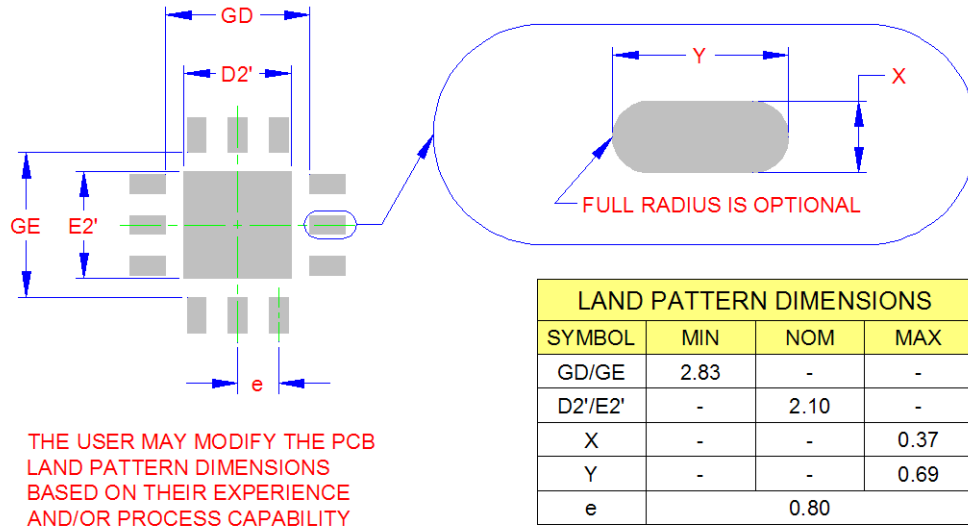 GD
D2'
GE
E2'
e
Y
X
FULL RADIUS IS OPTIONAL
THE USER MAY MODIFY THE PCB
LAND PATTERN DIMENSIONS
BASED ON THEIR EXPERIENCE
AND/OR PROCESS CAPABILITY
LAND PATTERN DIMENSIONS
SYMBOL MIN NOM MAX
GD/GE 2.83 - -
D2'/E2' - 2.10 -
X - - 0.37
Y - - 0.69
e 0.80